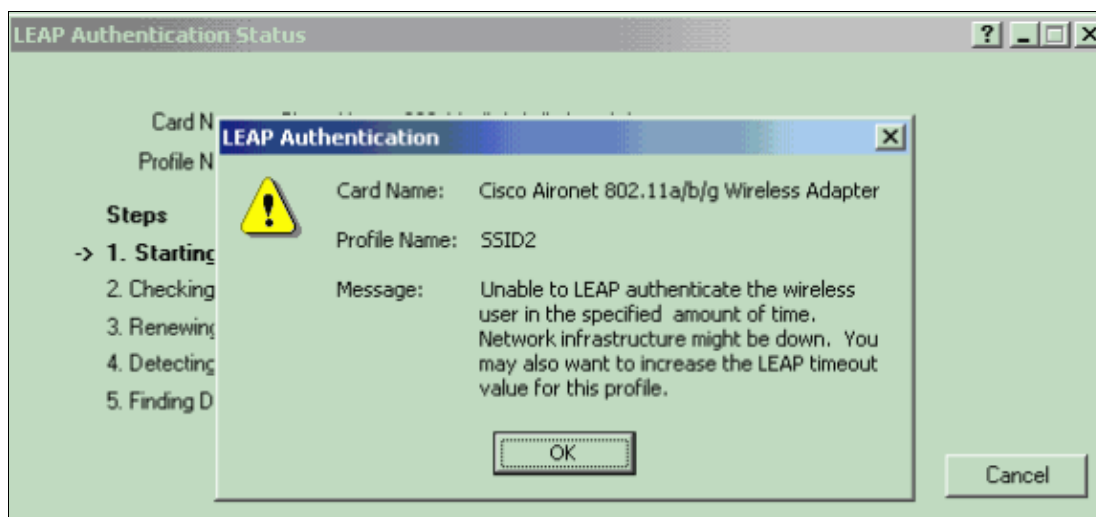 LEAP Authentication Status
Card N
Profile N
Steps
-> 1. Starting
2. Checking
3. Renewing
4. Detecting
5. Finding D
LEAP Authentication
Card Name: Cisco Aironet 802.11a/b/g Wireless Adapter
Profile Name: SSID2
Message: Unable to LEAP authenticate the wireless
user in the specified amount of time.
Network infrastructure might be down. You
may also want to increase the LEAP timeout
value for this profile.
OK
Cancel